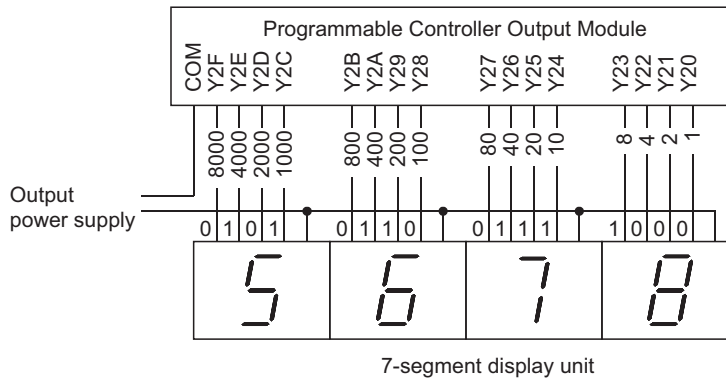 Programmable Controller Output Module
COM Y2F Y2E Y2D Y2C Y2B Y2A Y29 Y28 Y27 Y26 Y25 Y24 Y23 Y22 Y21 Y20
8000 4000 2000 1000 800 400 200 100 80 40 20 10 8 4 2 1
Output
power supply
0 1 0 1 0 1 1 0 0 1 1 1 1 0 0 0
5 6 7 8
7-segment display unit